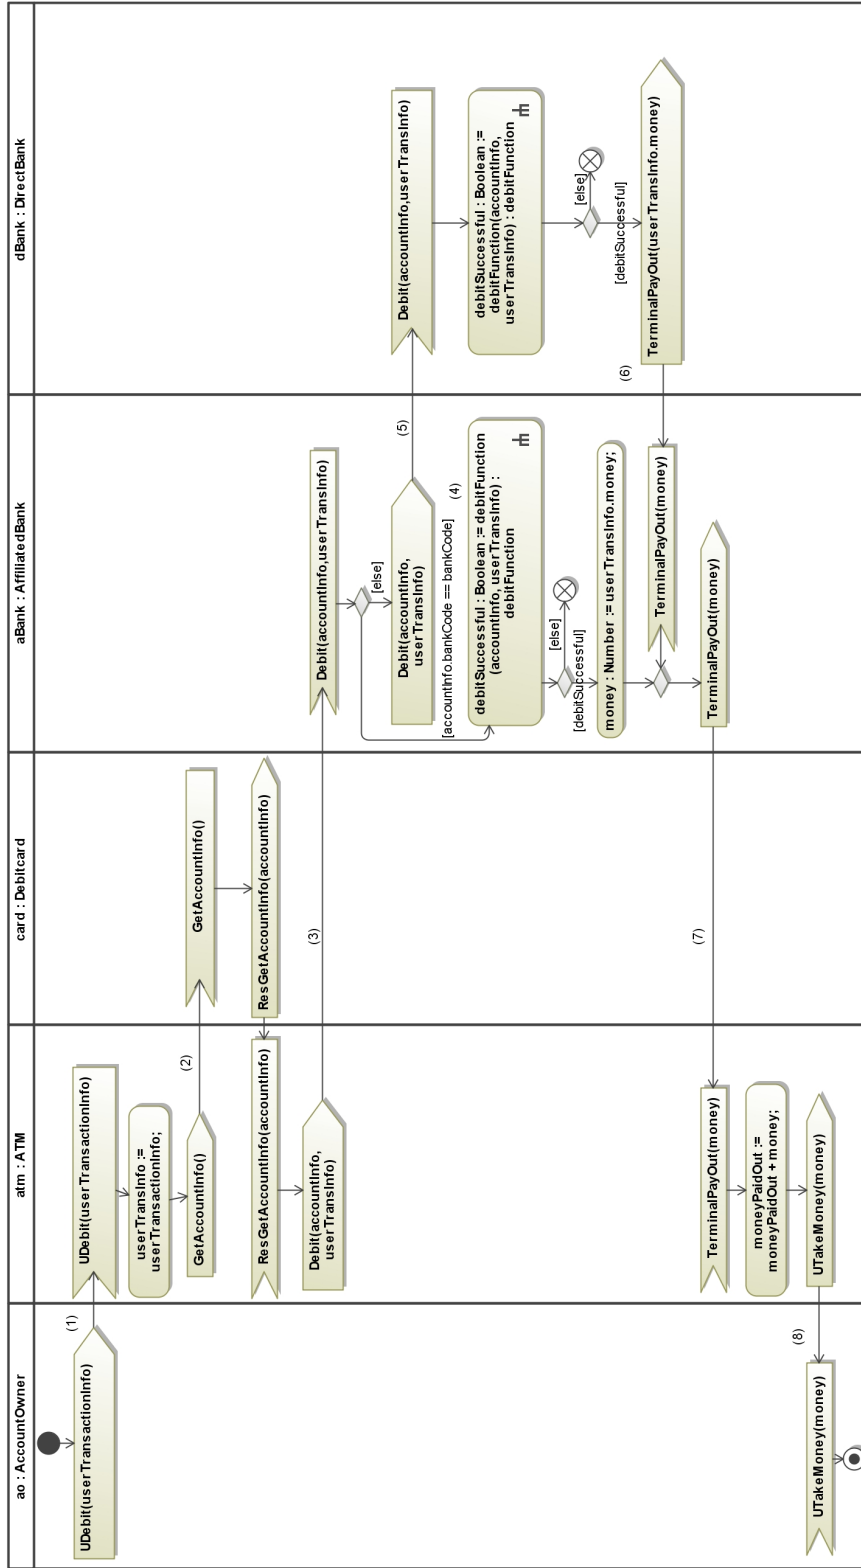 ao : AccountOwner
atm : ATM
card : Debitcard
aBank : AffiliatedBank
dBank : DirectBank
UDebit(userTransactionInfo)
(1)
UDebit(userTransactionInfo)
userTransInfo :=
userTransactionInfo;
GetAccountInfo()
(2)
GetAccountInfo()
ResGetAccountInfo(accountInfo)
ResGetAccountInfo(accountInfo)
Debit(accountInfo,
userTransInfo)
(3)
Debit(accountInfo,userTransInfo)
[else]
Debit(accountInfo,
userTransInfo)
(5)
Debit(accountInfo,userTransInfo)
[accountInfo.bankCode == bankCode]
(4)
debitSuccessful : Boolean := debitFunction
(accountInfo, userTransInfo) :
debitFunction
debitSuccessful : Boolean :=
debitFunction(accountInfo,
userTransInfo) : debitFunction
[else]
[debitSuccessful]
[else]
[debitSuccessful]
money : Number := userTransInfo.money;
TerminalPayOut(userTransInfo.money)
(6)
TerminalPayOut(money)
TerminalPayOut(money)
(7)
TerminalPayOut(money)
moneyPaidOut :=
moneyPaidOut + money;
UTakeMoney(money)
(8)
UTakeMoney(money)